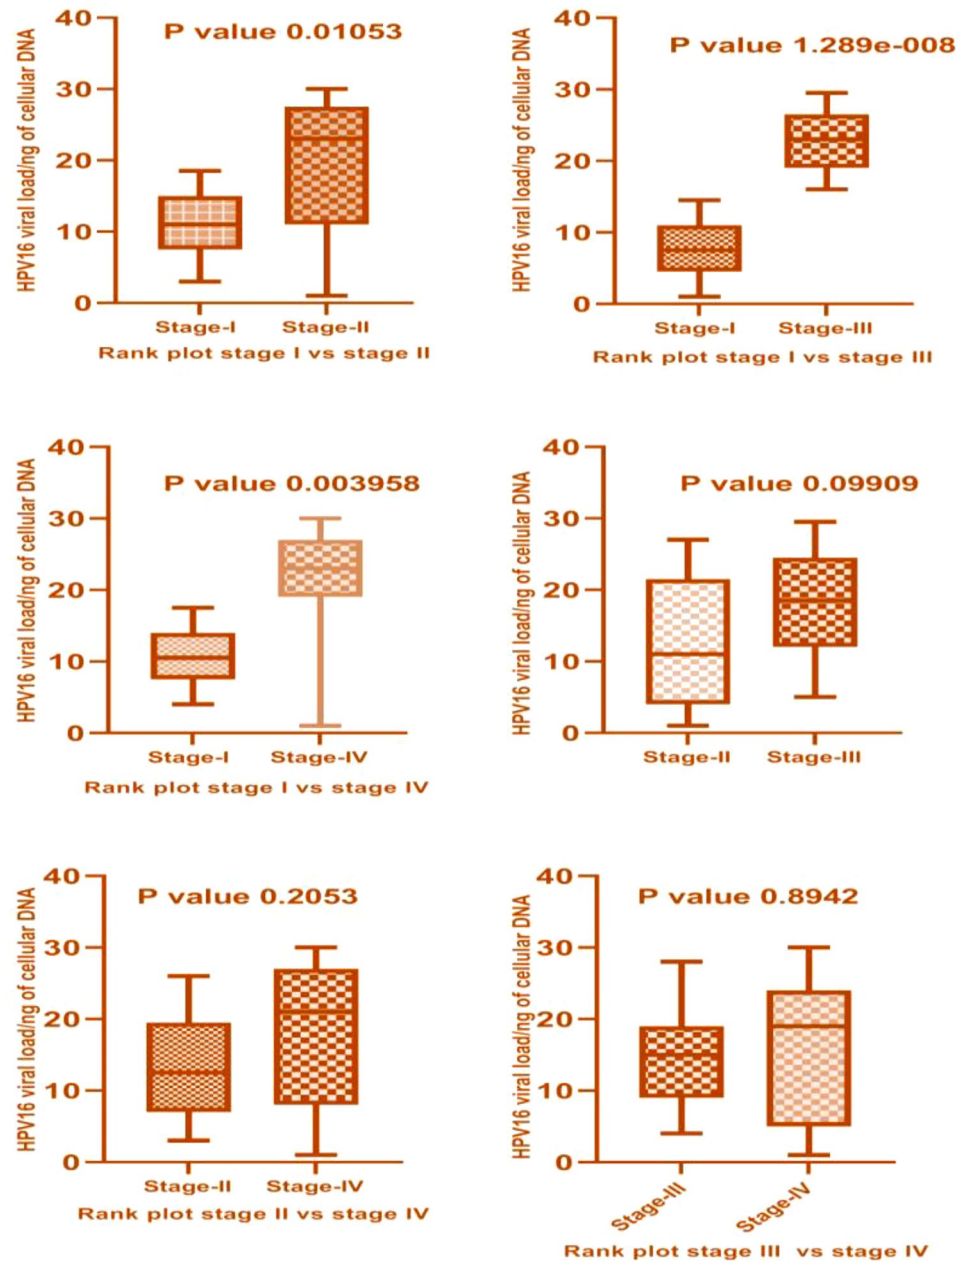 P value 0.01053
HPV16 viral load/ng of cellular DNA
40
30
20
10
0
Stage-I Stage-II
Rank plot stage I vs stage II
P value 1.289e-008
HPV16 viral load/ng of cellular DNA
40
30
20
10
0
Stage-I Stage-III
Rank plot stage I vs stage III
P value 0.003958
HPV16 viral load/ng of cellular DNA
40
30
20
10
0
Stage-I Stage-IV
Rank plot stage I vs stage IV
P value 0.09909
HPV16 viral load/ng of cellular DNA
40
30
20
10
0
Stage-II Stage-III
P value 0.2053
HPV16 viral load/ng of cellular DNA
40
30
20
10
0
Stage-II Stage-IV
Rank plot stage II vs stage IV
P value 0.8942
HPV16 viral load/ng of cellular DNA
40
30
20
10
0
Stage-III Stage-IV
Rank plot stage III vs stage IV